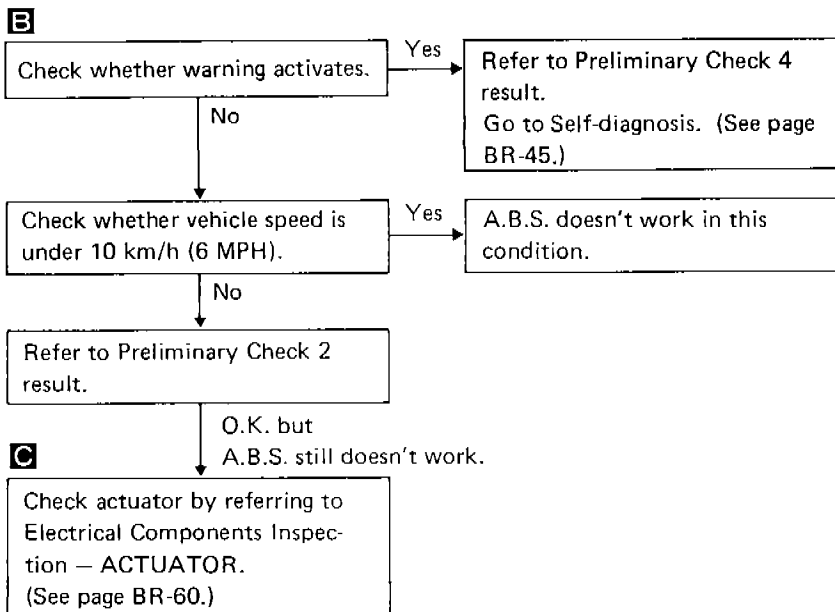 B
Check whether warning activates.
Yes
Refer to Preliminary Check 4
result.
Go to Self-diagnosis. (See page
BR-45.)
No
Check whether vehicle speed is
under 10 km/h (6 MPH).
Yes
A.B.S. doesn't work in this
condition.
No
Refer to Preliminary Check 2
result.
O.K. but
A.B.S. still doesn't work.
C
Check actuator by referring to
Electrical Components Inspec-
tion — ACTUATOR.
(See page BR-60.)